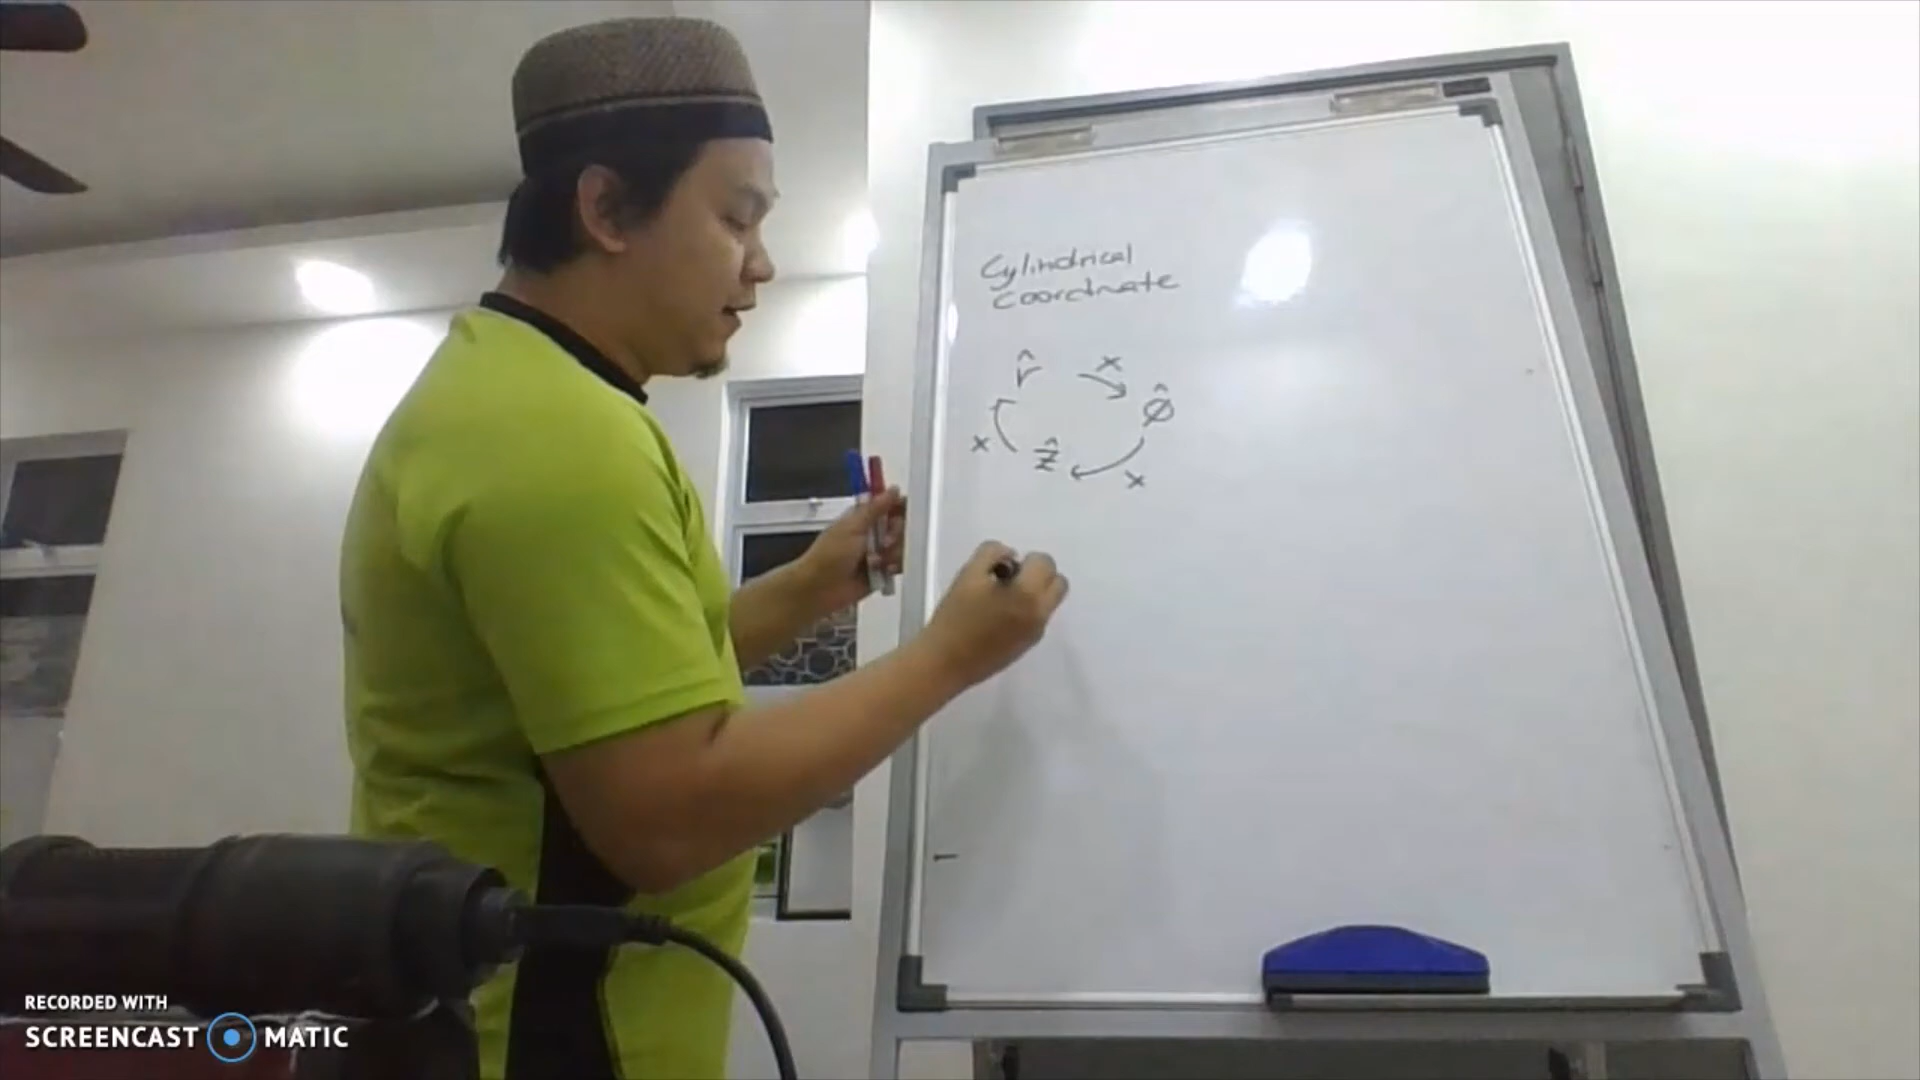 Cylindrical
Coordinate
r̂ x φ̂
x ẑ x
RECORDED WITH
SCREENCAST MATIC